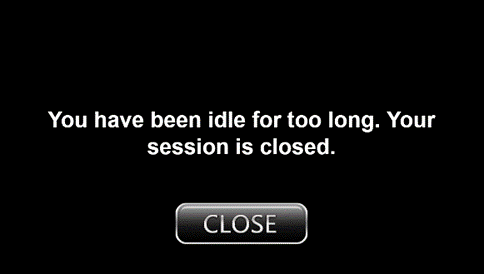 You have been idle for too long. Your
session is closed.
CLOSE